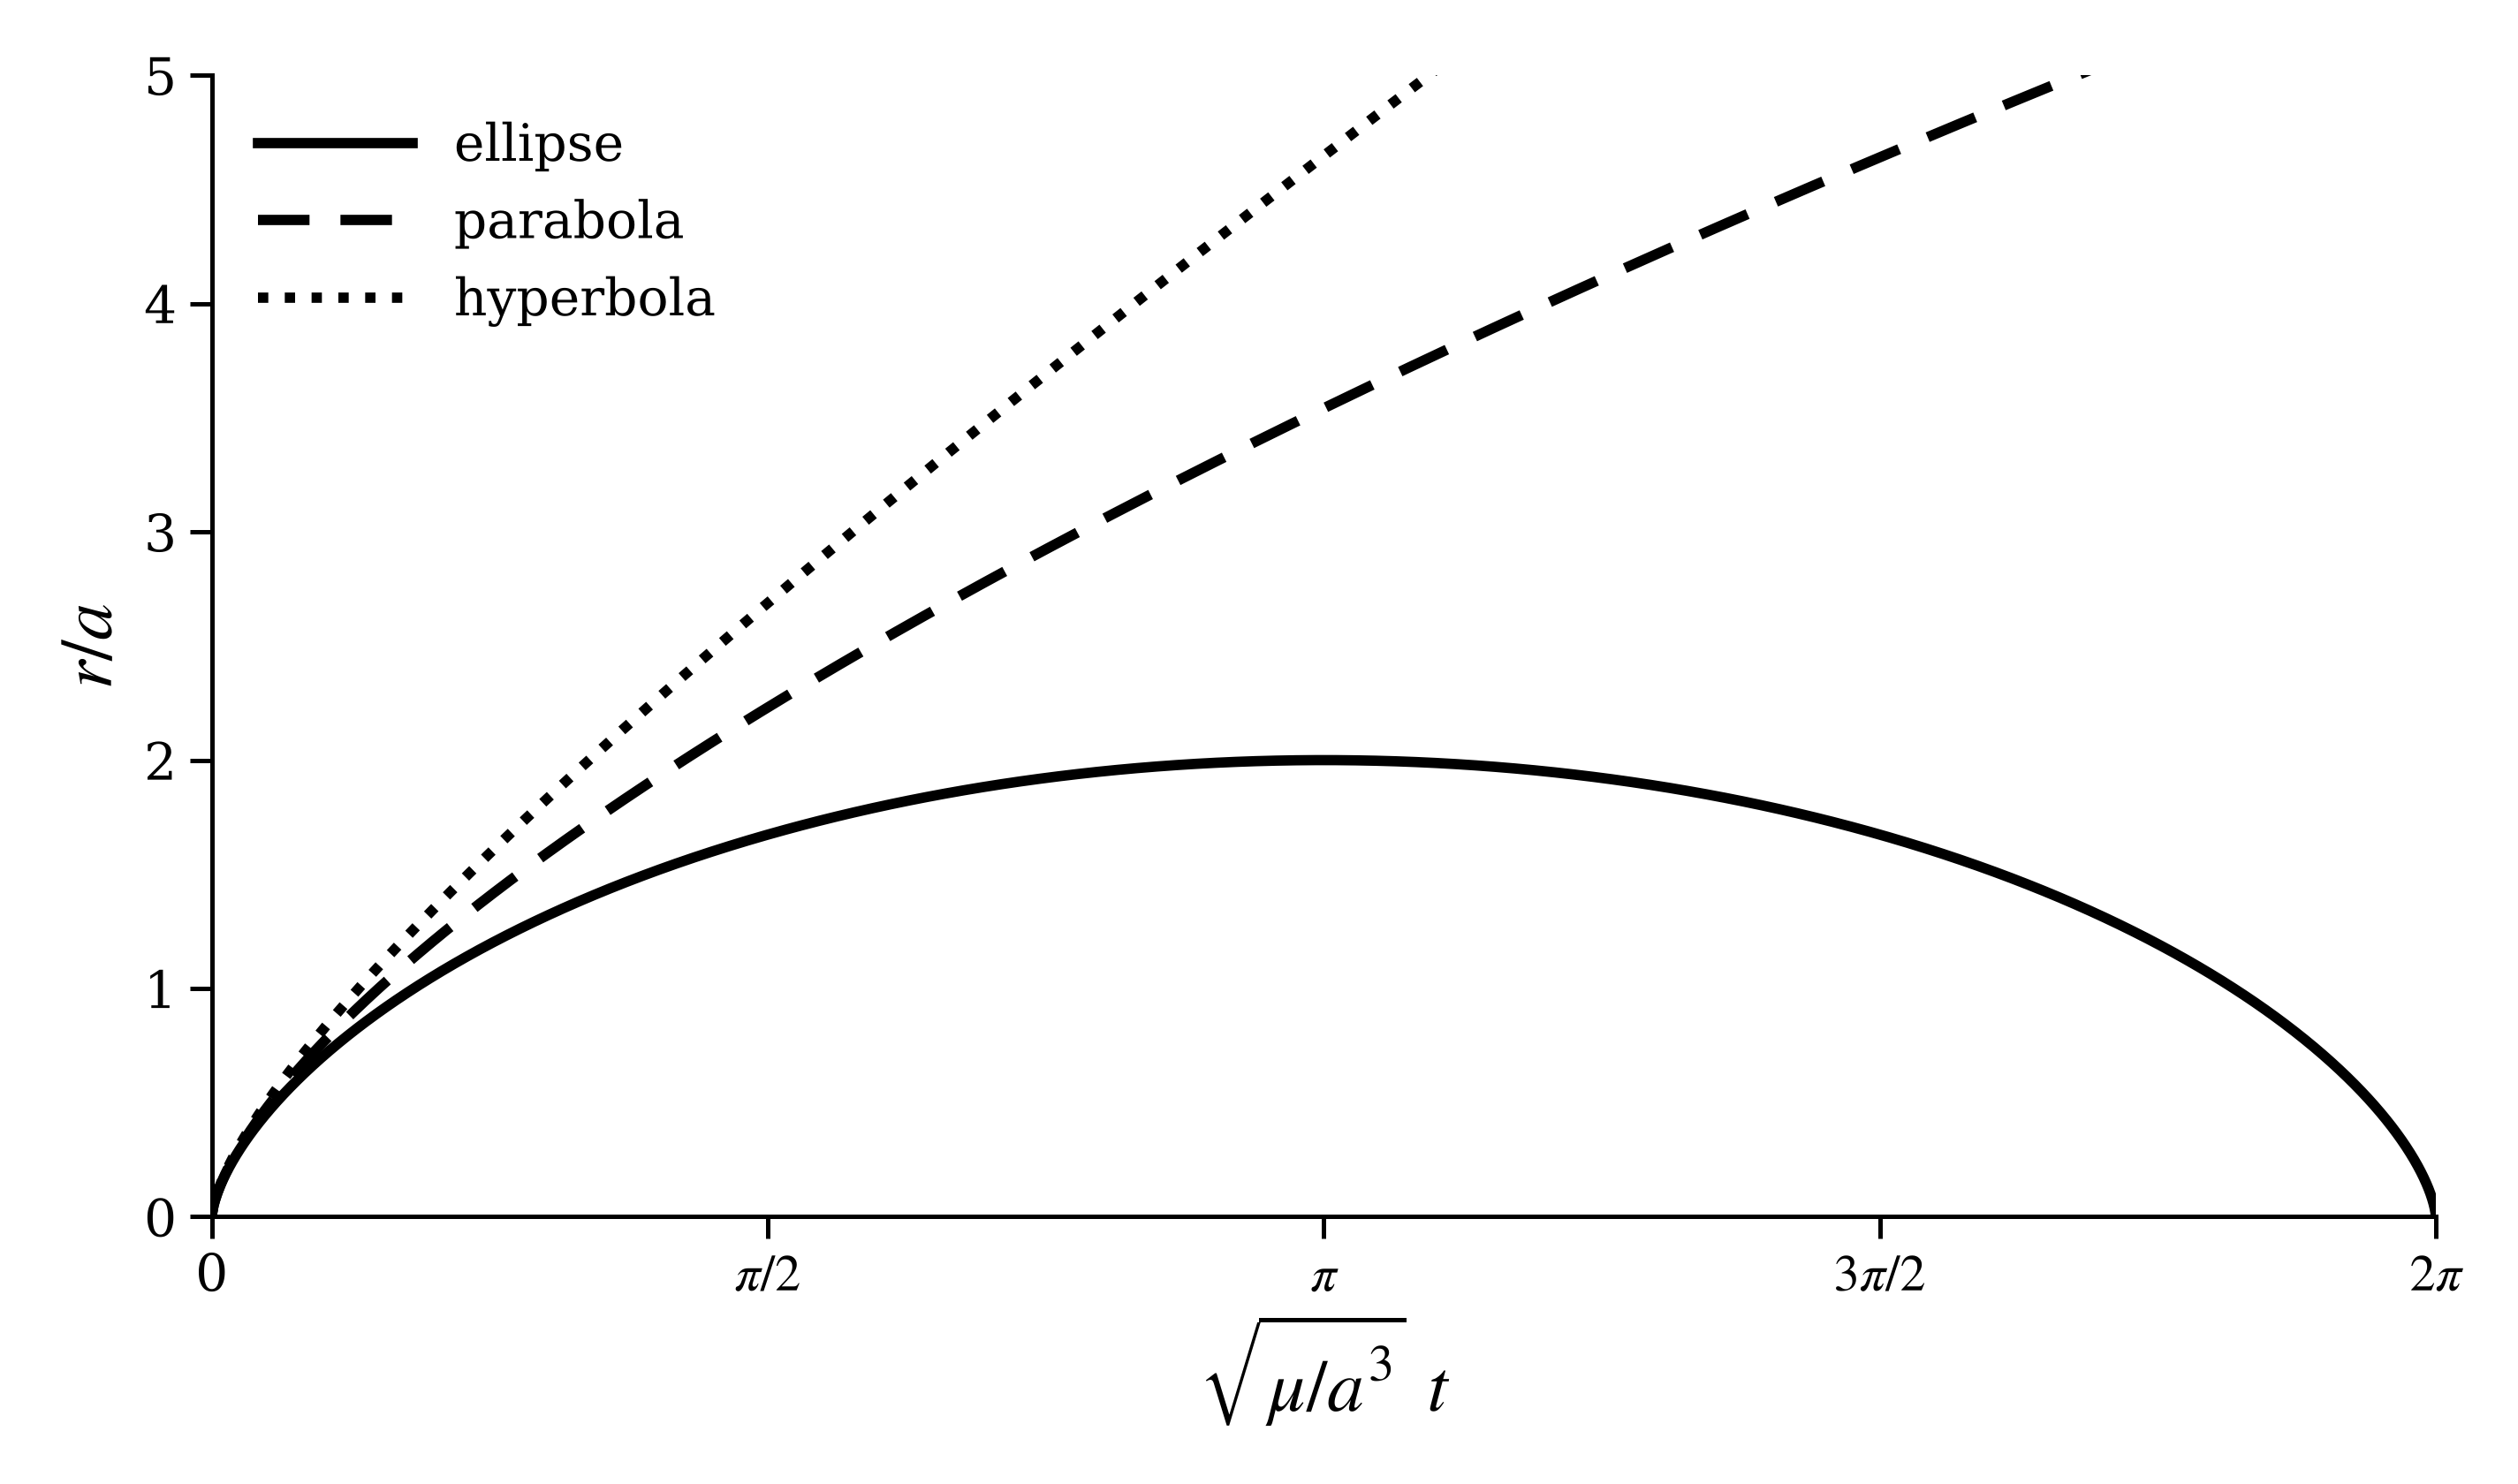 5
ellipse
parabola
4
hyperbola
3
r/a
2
1
0
0 π/2 π 3π/2 2π
√μ/a³ t